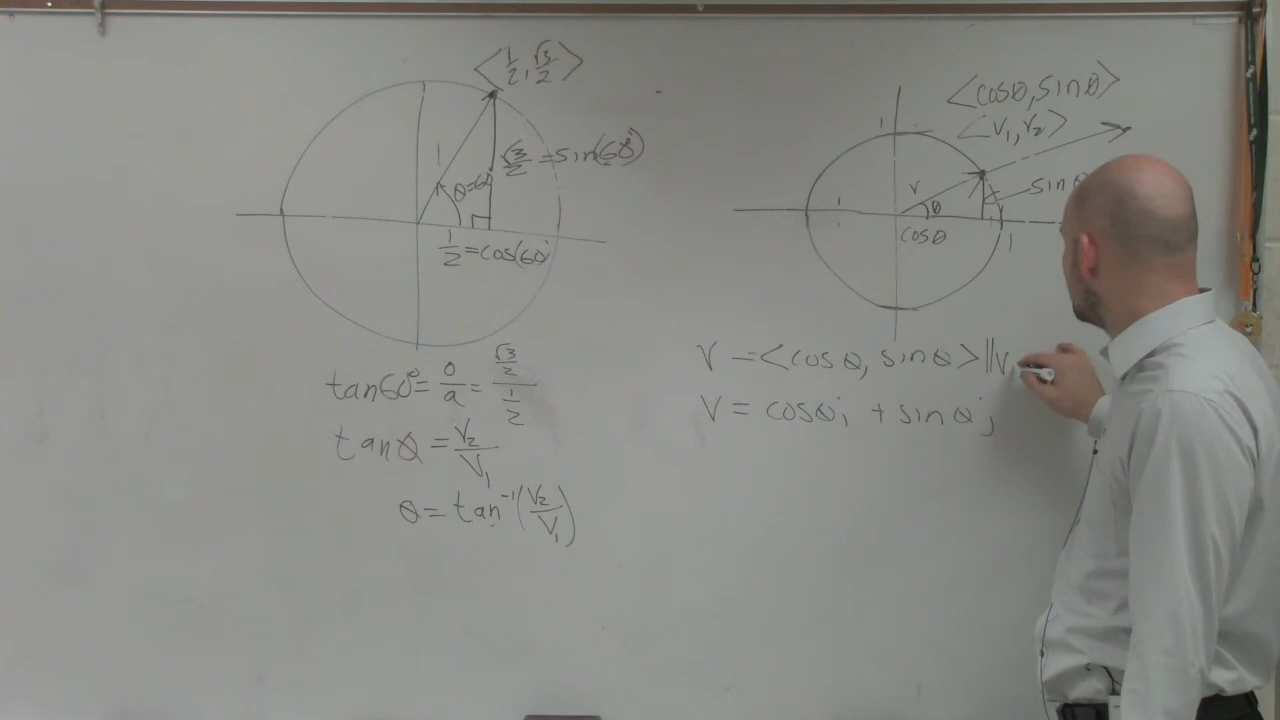 <1/2, √3/2>
1
θ=60
√3/2 = sin(60°)
1/2 = cos(60°
tan60° = o/a = (√3/2)/(1/2)
tanθ = v₂/v₁
θ = tan⁻¹(v₂/v₁)
<cosθ, sinθ>
<v₁, v₂>
1
1
v
θ
sinθ
cosθ
1
v = <cosθ, sinθ>||v
v = cosθi + sinθj